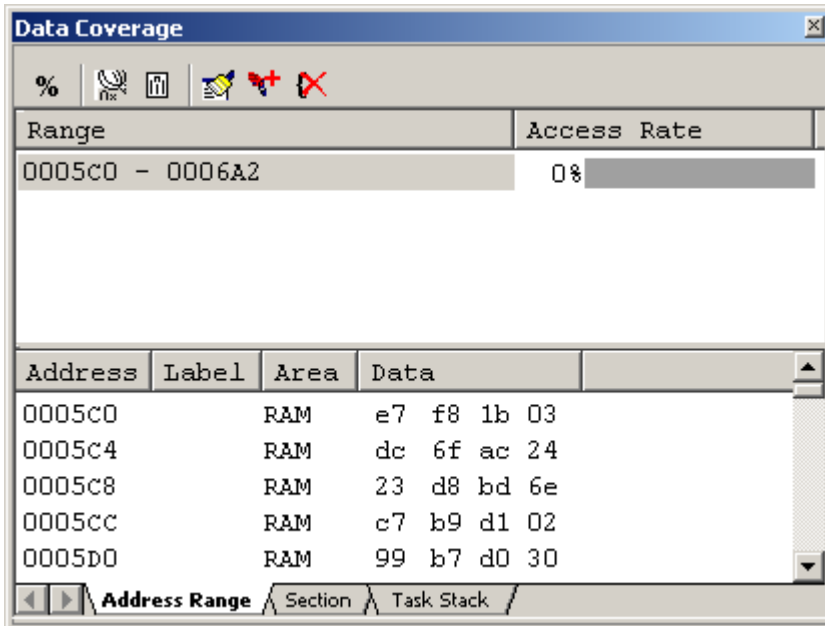 Data Coverage
%
Range Access Rate
0005C0 - 0006A2 0%
Address Label Area Data
0005C0 RAM e7 f8 1b 03
0005C4 RAM dc 6f ac 24
0005C8 RAM 23 d8 bd 6e
0005CC RAM c7 b9 d1 02
0005D0 RAM 99 b7 d0 30
Address Range Section Task Stack